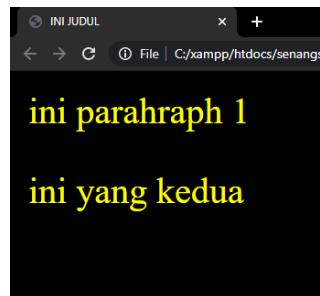 INI JUDUL
File | C:/xampp/htdocs/senangs
ini parahraph 1
ini yang kedua